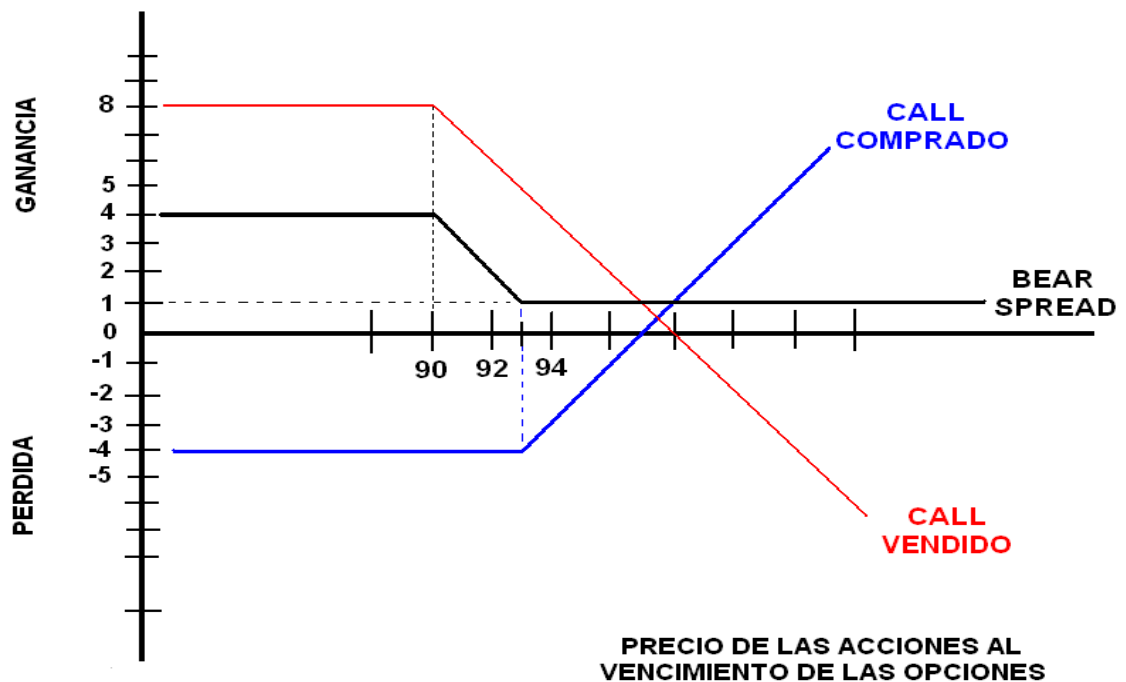 GANANCIA
PERDIDA
8
5
4
3
2
1
0
-1
-2
-3
-4
-5
90
92
94
CALL
COMPRADO
BEAR
SPREAD
CALL
VENDIDO
PRECIO DE LAS ACCIONES AL
VENCIMIENTO DE LAS OPCIONES